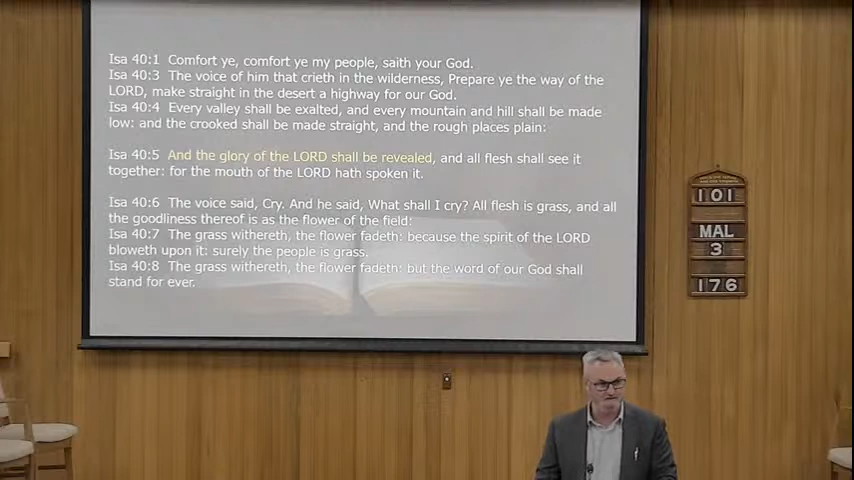 Isa 40:1 Comfort ye, comfort ye my people, saith your God.
Isa 40:3 The voice of him that crieth in the wilderness, Prepare ye the way of the
LORD, make straight in the desert a highway for our God.
Isa 40:4 Every valley shall be exalted, and every mountain and hill shall be made
low: and the crooked shall be made straight, and the rough places plain:
Isa 40:5 And the glory of the LORD shall be revealed, and all flesh shall see it
together: for the mouth of the LORD hath spoken it.
Isa 40:6 The voice said, Cry. And he said, What shall I cry? All flesh is grass, and all
the goodliness thereof is as the flower of the field:
Isa 40:7 The grass withereth, the flower fadeth: because the spirit of the LORD
bloweth upon it: surely the people is grass.
Isa 40:8 The grass withereth, the flower fadeth: but the word of our God shall
stand for ever.
101
MAL
3
176